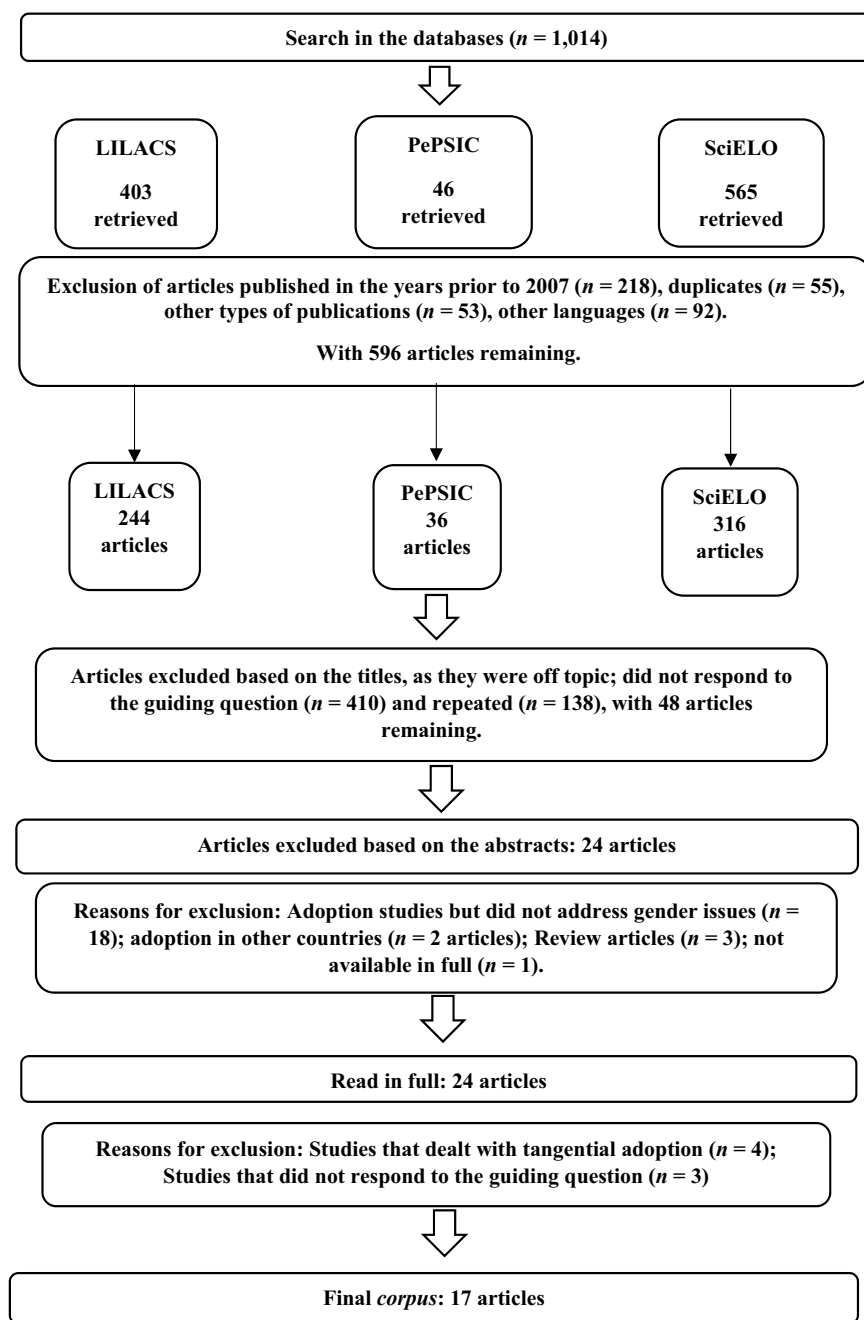 Search in the databases (n = 1,014)
LILACS
403
retrieved
PePSIC
46
retrieved
SciELO
565
retrieved
Exclusion of articles published in the years prior to 2007 (n = 218), duplicates (n = 55),
other types of publications (n = 53), other languages (n = 92).
With 596 articles remaining.
LILACS
244
articles
PePSIC
36
articles
SciELO
316
articles
Articles excluded based on the titles, as they were off topic; did not respond to
the guiding question (n = 410) and repeated (n = 138), with 48 articles
remaining.
Articles excluded based on the abstracts: 24 articles
Reasons for exclusion: Adoption studies but did not address gender issues (n =
18); adoption in other countries (n = 2 articles); Review articles (n = 3); not
available in full (n = 1).
Read in full: 24 articles
Reasons for exclusion: Studies that dealt with tangential adoption (n = 4);
Studies that did not respond to the guiding question (n = 3)
Final corpus: 17 articles